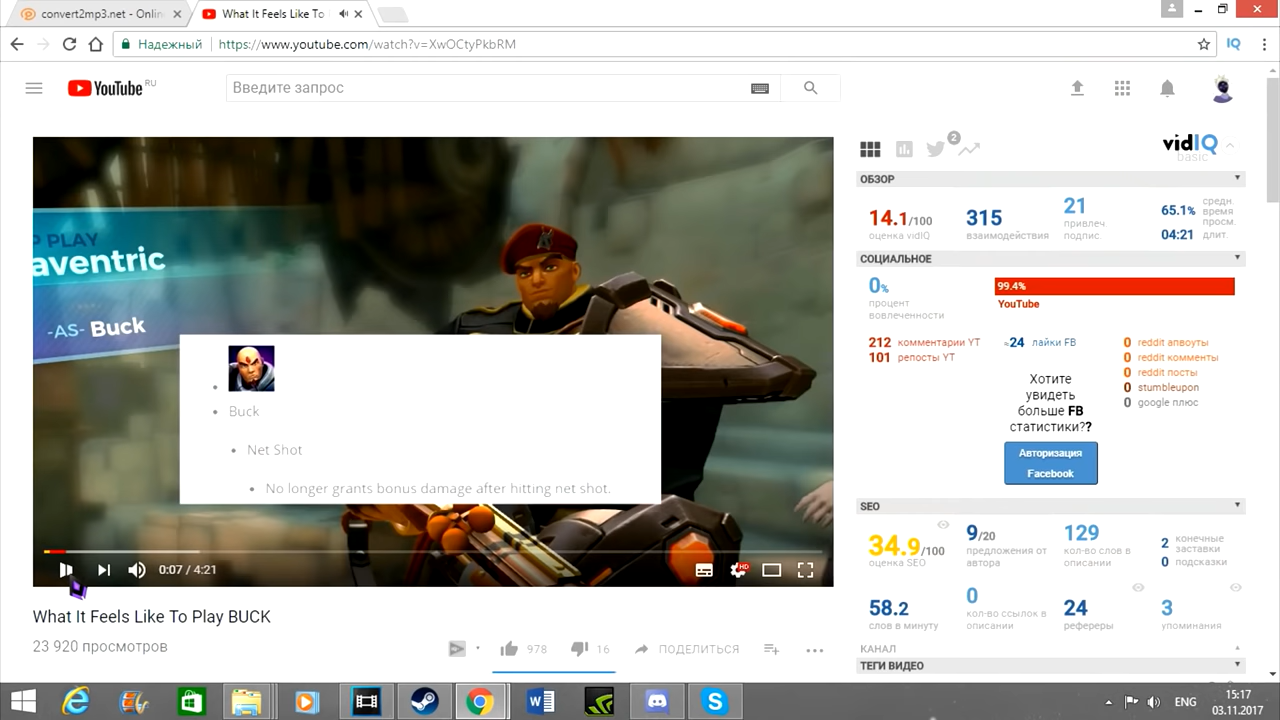 convert2mp3.net - Onlin
What It Feels Like To
Надежный
https://www.youtube.com/watch?v=XwOCtyPkbRM
IQ
YouTube RU
Введите запрос
P PLAY
aventric
-AS- Buck
Buck
Net Shot
No longer grants bonus damage after hitting net shot.
0:07 / 4:21
HD
What It Feels Like To Play BUCK
23 920 просмотров
978
16
ПОДЕЛИТЬСЯ
2
vidIQ
basic
ОБЗОР
14.1/100
оценка vidIQ
315
взаимодействия
21
привлеч.
подпис.
65.1%
04:21
средн.
время
просм.
длит.
СОЦИАЛЬНОЕ
0%
процент
вовлеченности
99.4%
YouTube
212 комментарии YT
101 репосты YT
≈24 лайки FB
0 reddit апвоуты
0 reddit комменты
0 reddit посты
0 stumbleupon
0 google плюс
Хотите
увидеть
больше FB
статистики??
Авторизация
Facebook
SEO
34.9/100
оценка SEO
9/20
предложения от
автора
129
кол-во слов в
описании
2 конечные
заставки
0 подсказки
58.2
слов в минуту
0
кол-во ссылок в
описании
24
рефереры
3
упоминания
КАНАЛ
ТЕГИ ВИДЕО
ENG
15:17
03.11.2017